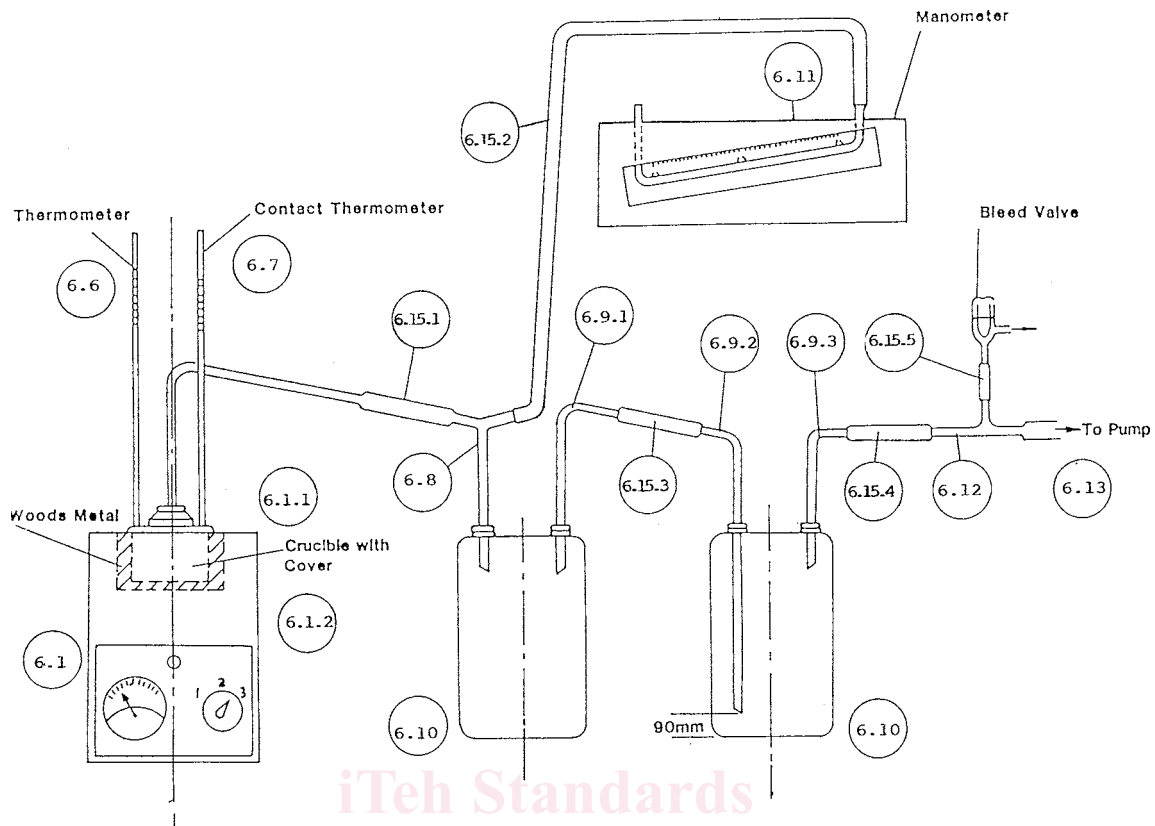 Manometer
6.11
6.15.2
Thermometer
Contact Thermometer
Bleed Valve
6.6
6.7
6.15.1
6.9.1
6.9.2
6.9.3
6.15.5
To Pump
6.8
6.15.3
6.15.4
6.12
6.13
6.1.1
Woods Metal
Crucible with
Cover
6.1.2
6.1
1 2 3
90mm
6.10
6.10
iTeh Standards